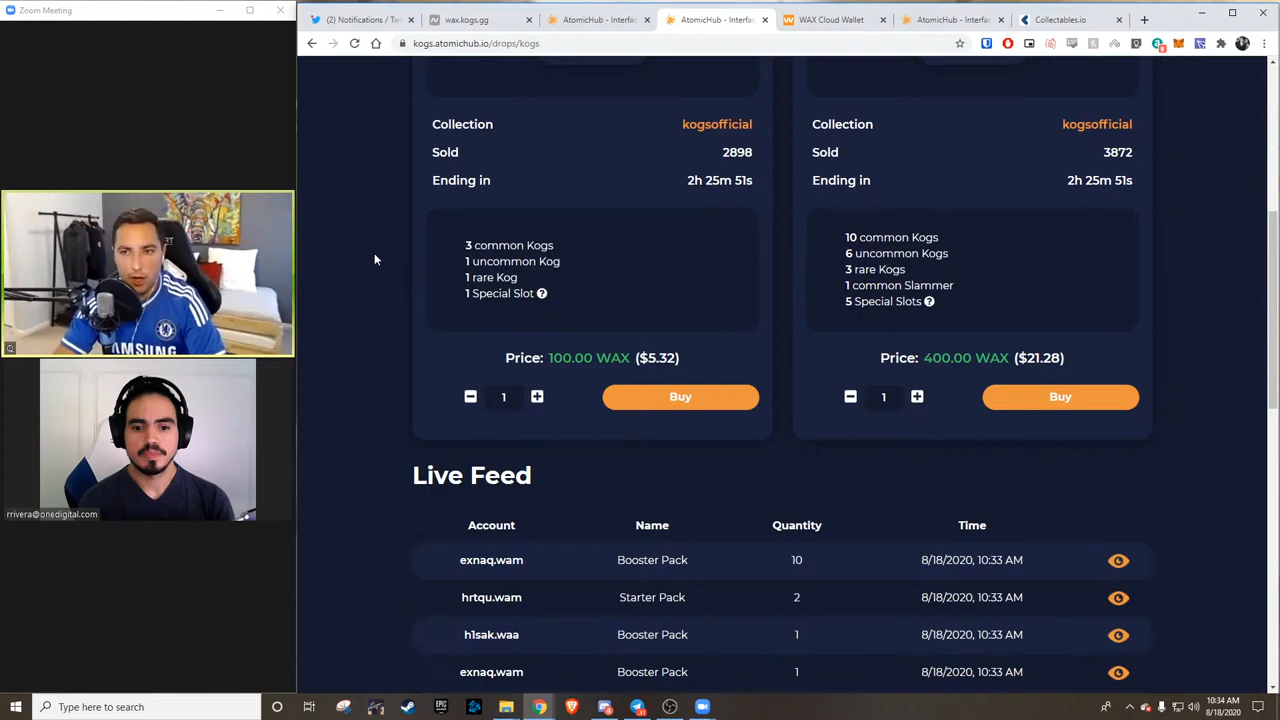 Zoom Meeting
(2) Notifications / Tw
wax.kogs.gg
AtomicHub - Interfac
AtomicHub - Interfac
WAX Cloud Wallet
AtomicHub - Interfac
Collectables.io
kogs.atomichub.io/drops/kogs
Collection kogsofficial
Sold 2898
Ending in 2h 25m 51s
3 common Kogs
1 uncommon Kog
1 rare Kog
1 Special Slot ?
Price: 100.00 WAX ($5.32)
1 Buy
Collection kogsofficial
Sold 3872
Ending in 2h 25m 51s
10 common Kogs
6 uncommon Kogs
3 rare Kogs
1 common Slammer
5 Special Slots ?
Price: 400.00 WAX ($21.28)
1 Buy
SAMSUNG
rrivera@onedigital.com
Live Feed
Account Name Quantity Time
exnaq.wam Booster Pack 10 8/18/2020, 10:33 AM
hrtqu.wam Starter Pack 2 8/18/2020, 10:33 AM
h1sak.waa Booster Pack 1 8/18/2020, 10:33 AM
exnaq.wam Booster Pack 1 8/18/2020, 10:33 AM
Type here to search
EPIC
10:34 AM
8/18/2020